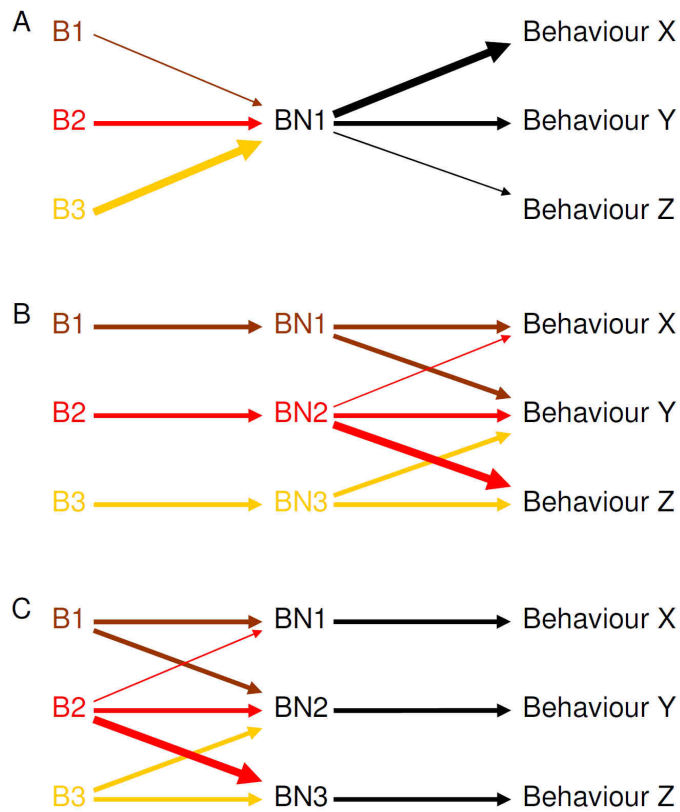 A
B1 Behaviour X
B2 BN1 Behaviour Y
B3 Behaviour Z
B
B1 BN1 Behaviour X
B2 BN2 Behaviour Y
B3 BN3 Behaviour Z
C
B1 BN1 Behaviour X
B2 BN2 Behaviour Y
B3 BN3 Behaviour Z